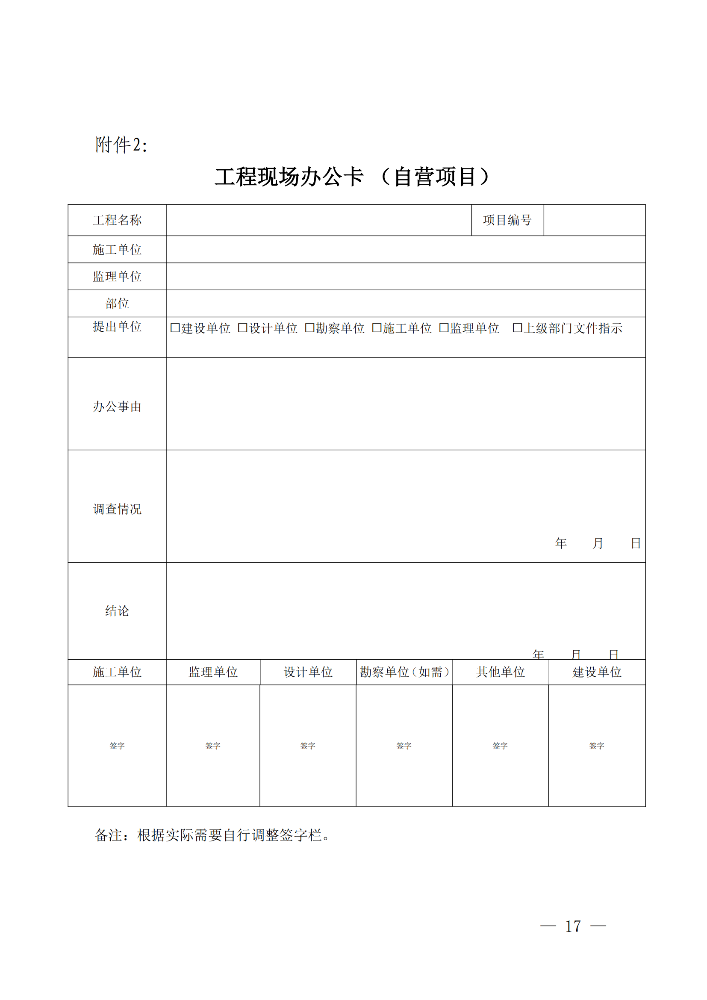 附件2：
工程现场办公卡（自营项目）
工程名称 项目编号
施工单位
监理单位
部位
提出单位 □建设单位 □设计单位 □勘察单位 □施工单位 □监理单位 □上级部门文件指示
办公事由
调查情况
年 月 日
结论
年 月 日
施工单位 监理单位 设计单位 勘察单位（如需） 其他单位 建设单位
签字 签字 签字 签字 签字 签字
备注：根据实际需要自行调整签字栏。
— 17 —